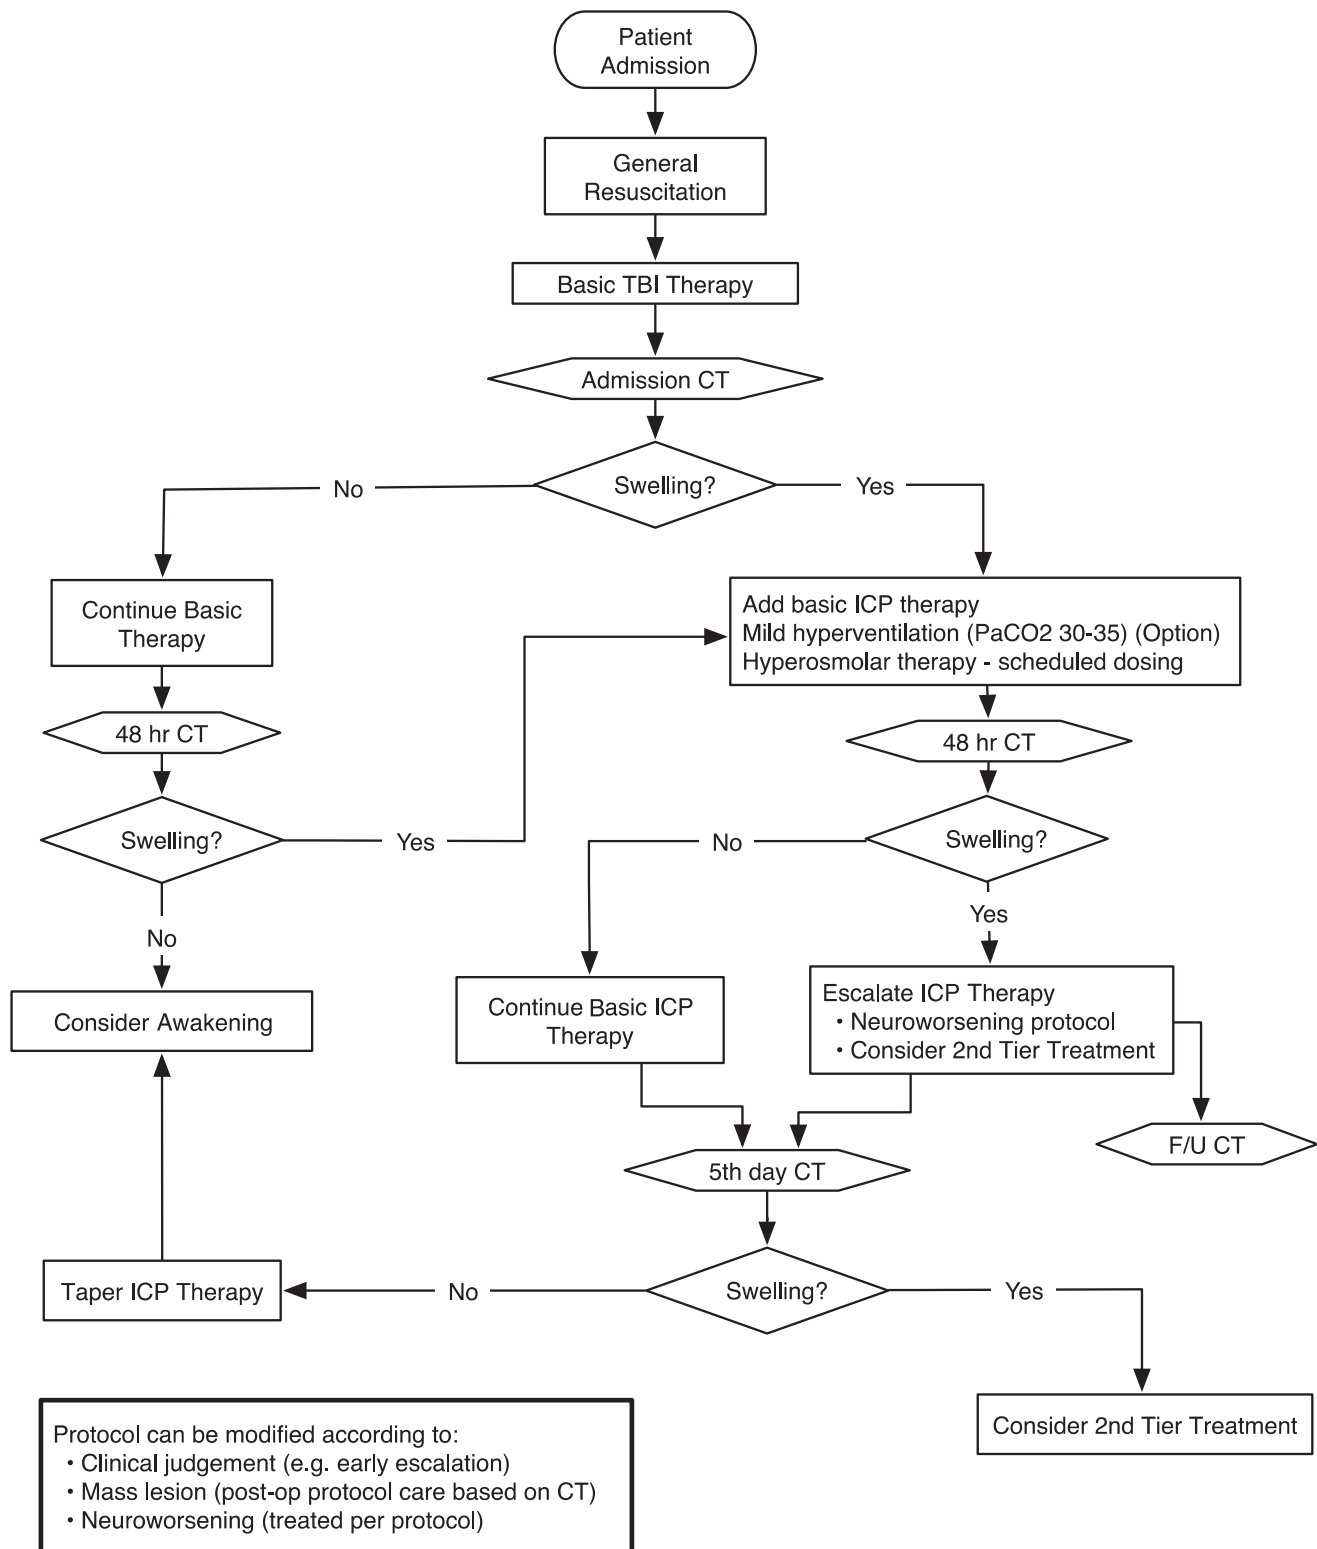 Patient
Admission
General
Resuscitation
Basic TBI Therapy
Admission CT
Swelling?
No
Yes
Continue Basic
Therapy
Add basic ICP therapy
Mild hyperventilation (PaCO2 30-35) (Option)
Hyperosmolar therapy - scheduled dosing
48 hr CT
48 hr CT
Swelling?
Yes
No
Swelling?
No
Yes
Consider Awakening
Continue Basic ICP
Therapy
Escalate ICP Therapy
• Neuroworsening protocol
• Consider 2nd Tier Treatment
F/U CT
5th day CT
Taper ICP Therapy
No
Swelling?
Yes
Consider 2nd Tier Treatment
Protocol can be modified according to:
• Clinical judgement (e.g. early escalation)
• Mass lesion (post-op protocol care based on CT)
• Neuroworsening (treated per protocol)